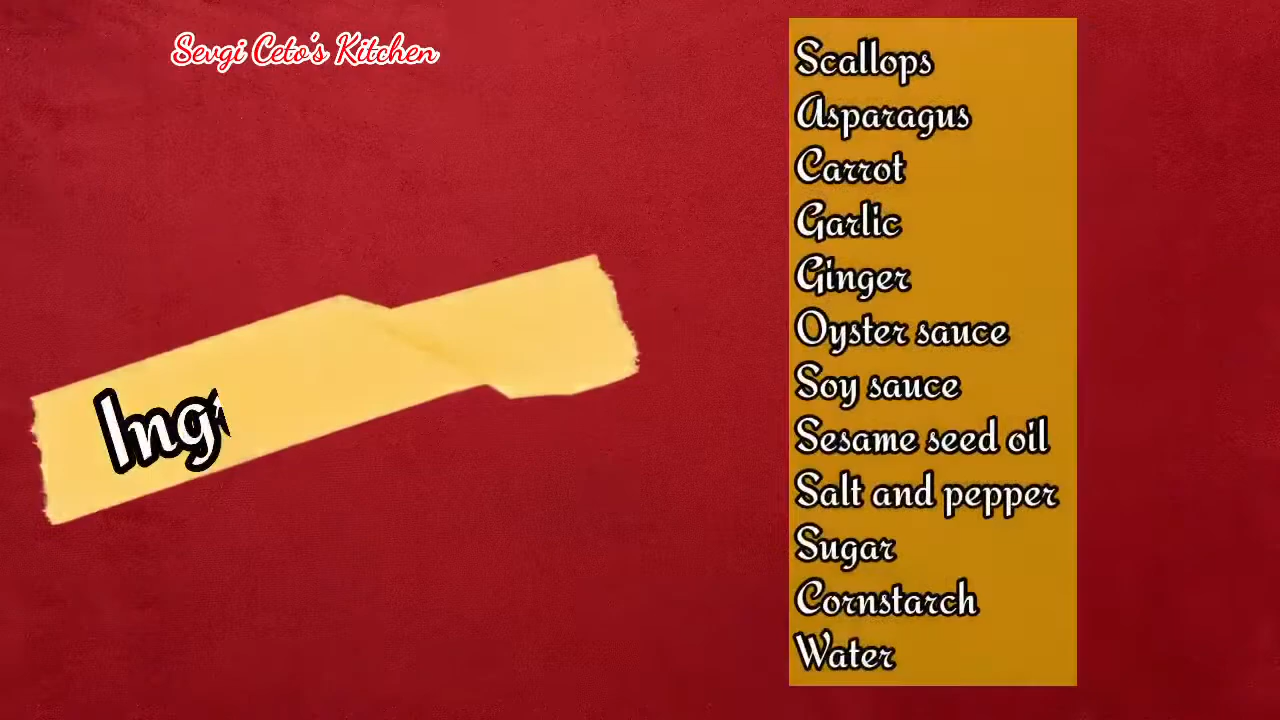 Sevgi Ceto's Kitchen
Ing
Scallops
Asparagus
Carrot
Garlic
Ginger
Oyster sauce
Soy sauce
Sesame seed oil
Salt and pepper
Sugar
Cornstarch
Water